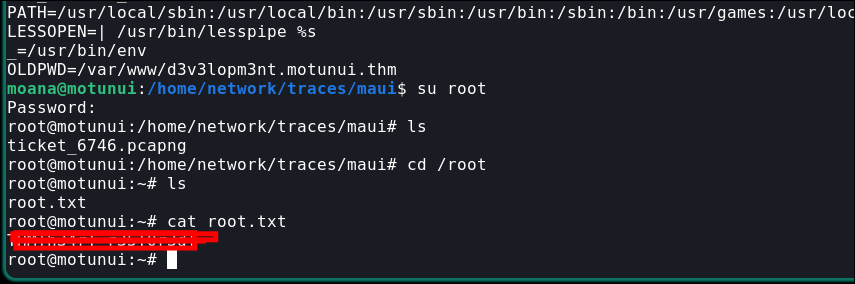 PATH=/usr/local/sbin:/usr/local/bin:/usr/sbin:/usr/bin:/sbin:/bin:/usr/games:/usr/loc
LESSOPEN=| /usr/bin/lesspipe %s
_=/usr/bin/env
OLDPWD=/var/www/d3v3lopm3nt.motunui.thm
moana@motunui:/home/network/traces/maui$ su root
Password:
root@motunui:/home/network/traces/maui# ls
ticket_6746.pcapng
root@motunui:/home/network/traces/maui# cd /root
root@motunui:~# ls
root.txt
root@motunui:~# cat root.txt
root@motunui:~#